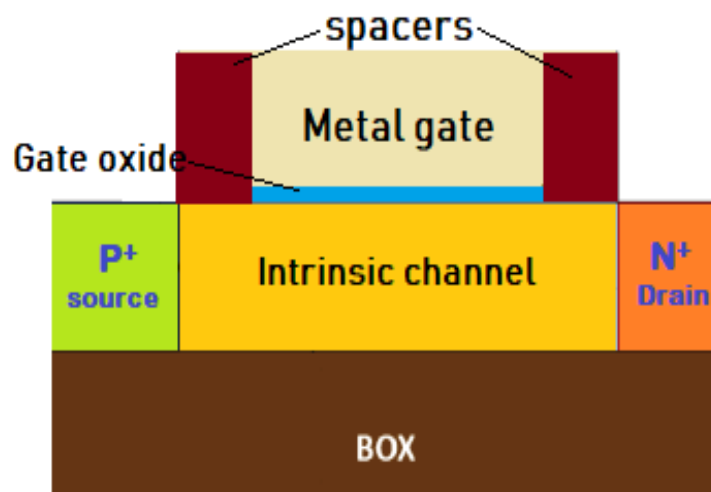 spacers
Metal gate
Gate oxide
P+
source
Intrinsic channel
N+
Drain
BOX